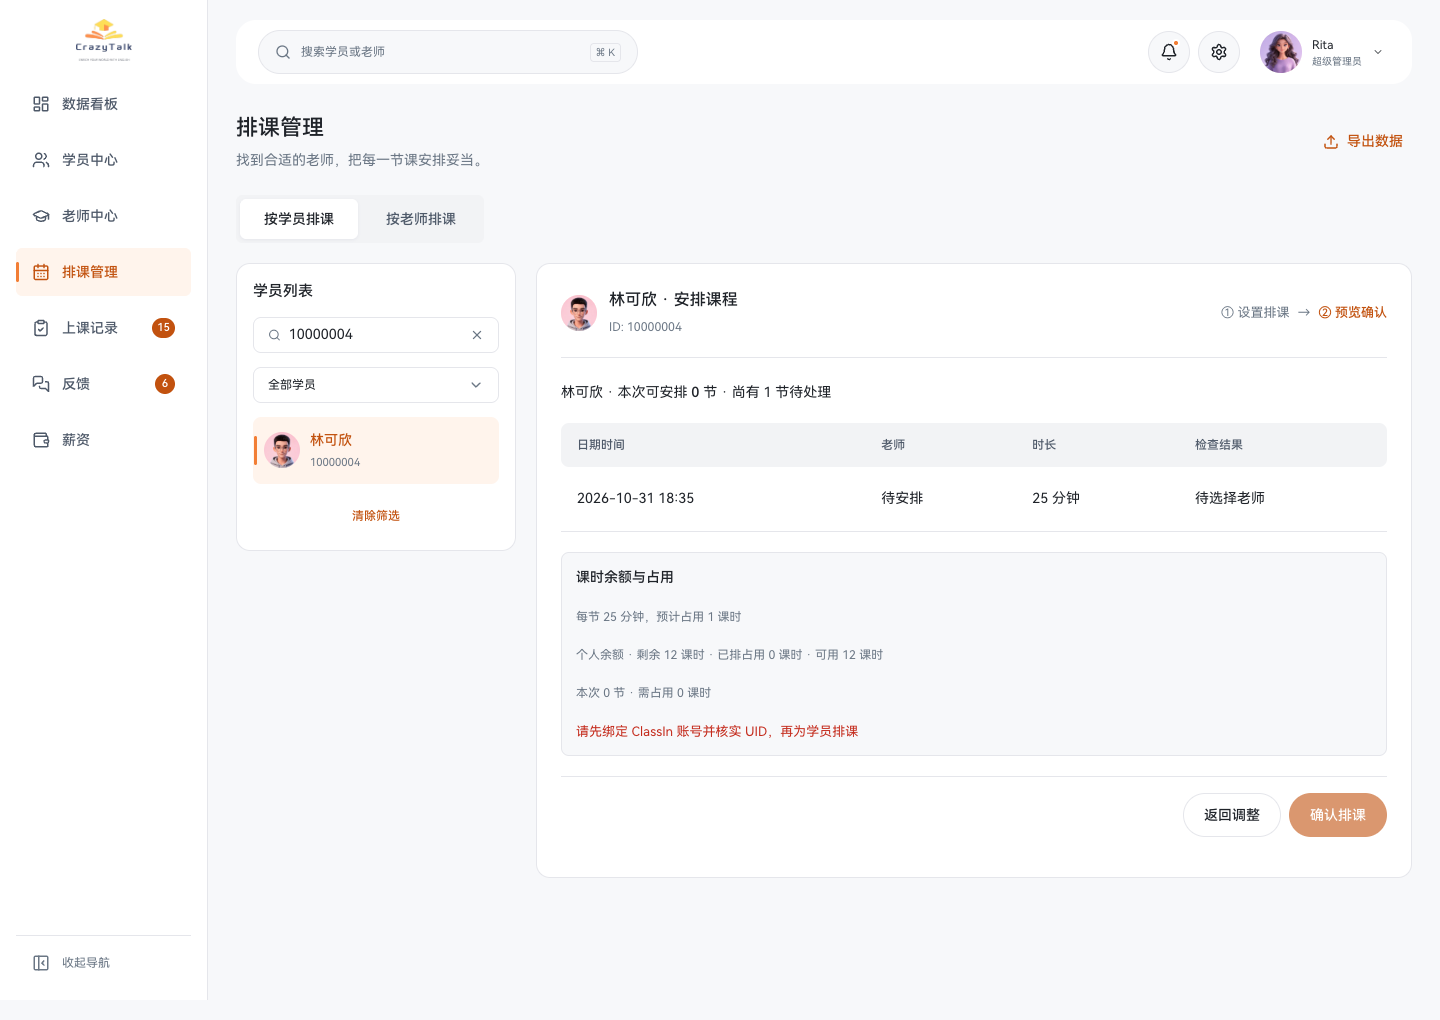 CrazyTalk
搜索学员或老师
⌘ K
Rita
超级管理员
数据看板
学员中心
老师中心
排课管理
上课记录 15
反馈 6
薪资
收起导航
排课管理
找到合适的老师，把每一节课安排妥当。
导出数据
按学员排课 按老师排课
学员列表
10000004
全部学员
林可欣
10000004
清除筛选
林可欣 · 安排课程
ID: 10000004
① 设置排课 → ② 预览确认
林可欣 · 本次可安排 0 节 · 尚有 1 节待处理
日期时间 老师 时长 检查结果
2026-10-31 18:35 待安排 25 分钟 待选择老师
课时余额与占用
每节 25 分钟，预计占用 1 课时
个人余额 · 剩余 12 课时 · 已排占用 0 课时 · 可用 12 课时
本次 0 节 · 需占用 0 课时
请先绑定 ClassIn 账号并核实 UID，再为学员排课
返回调整 确认排课